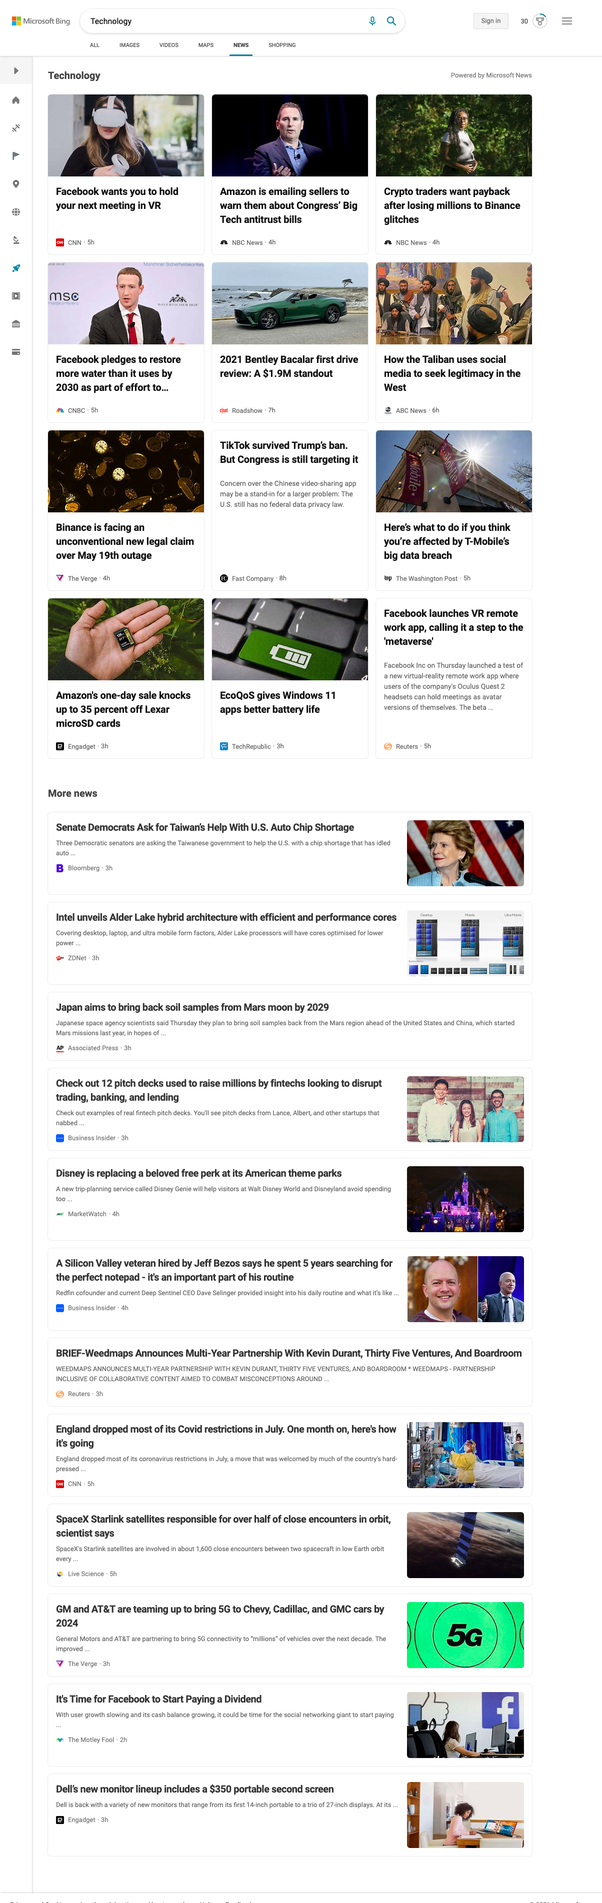 Microsoft Bing
Technology
Sign in
30
ALL
IMAGES
VIDEOS
MAPS
NEWS
SHOPPING
Technology
Powered by Microsoft News
Facebook wants you to hold
your next meeting in VR
CNN · 5h
Amazon is emailing sellers to
warn them about Congress' Big
Tech antitrust bills
NBC News · 4h
Crypto traders want payback
after losing millions to Binance
glitches
NBC News · 4h
msc
Facebook pledges to restore
more water than it uses by
2030 as part of effort to...
CNBC · 5h
2021 Bentley Bacalar first drive
review: A $1.9M standout
Roadshow · 7h
How the Taliban uses social
media to seek legitimacy in the
West
ABC News · 6h
Binance is facing an
unconventional new legal claim
over May 19th outage
The Verge · 4h
TikTok survived Trump's ban.
But Congress is still targeting it
Concern over the Chinese video-sharing app
may be a stand-in for a larger problem: The
U.S. still has no federal data privacy law.
Fast Company · 8h
Here's what to do if you think
you're affected by T-Mobile's
big data breach
The Washington Post · 5h
Amazon's one-day sale knocks
up to 35 percent off Lexar
microSD cards
Engadget · 3h
EcoQoS gives Windows 11
apps better battery life
TechRepublic · 3h
Facebook launches VR remote
work app, calling it a step to the
'metaverse'
Facebook Inc on Thursday launched a test of
a new virtual-reality remote work app where
users of the company's Oculus Quest 2
headsets can hold meetings as avatar
versions of themselves. The beta ...
Reuters · 5h
More news
Senate Democrats Ask for Taiwan's Help With U.S. Auto Chip Shortage
Three Democratic senators are asking the Taiwanese government to help the U.S. with a chip shortage that has idled
auto ...
Bloomberg · 3h
Intel unveils Alder Lake hybrid architecture with efficient and performance cores
Covering desktop, laptop, and ultra mobile form factors, Alder Lake processors will have cores optimised for lower
power ...
ZDNet · 3h
Desktop
Mobile
Ultra Mobile
Japan aims to bring back soil samples from Mars moon by 2029
Japanese space agency scientists said Thursday they plan to bring soil samples back from the Mars region ahead of the United States and China, which started
Mars missions last year, in hopes of ...
AP Associated Press · 3h
Check out 12 pitch decks used to raise millions by fintechs looking to disrupt
trading, banking, and lending
Check out examples of real fintech pitch decks. You'll see pitch decks from Lance, Albert, and other startups that
nabbed ...
Business Insider · 3h
Disney is replacing a beloved free perk at its American theme parks
A new trip-planning service called Disney Genie will help visitors at Walt Disney World and Disneyland avoid spending
too ...
MarketWatch · 4h
A Silicon Valley veteran hired by Jeff Bezos says he spent 5 years searching for
the perfect notepad - it's an important part of his routine
Redfin cofounder and current Deep Sentinel CEO Dave Selinger provided insight into his daily routine and what it's like ...
Business Insider · 4h
BRIEF-Weedmaps Announces Multi-Year Partnership With Kevin Durant, Thirty Five Ventures, And Boardroom
WEEDMAPS ANNOUNCES MULTI-YEAR PARTNERSHIP WITH KEVIN DURANT, THIRTY FIVE VENTURES, AND BOARDROOM * WEEDMAPS - PARTNERSHIP
INCLUSIVE OF COLLABORATIVE CONTENT AIMED TO COMBAT MISCONCEPTIONS AROUND ...
Reuters · 3h
England dropped most of its Covid restrictions in July. One month on, here's how
it's going
England dropped most of its coronavirus restrictions in July, a move that was welcomed by much of the country's hard-
pressed ...
CNN · 5h
SpaceX Starlink satellites responsible for over half of close encounters in orbit,
scientist says
SpaceX's Starlink satellites are involved in about 1,600 close encounters between two spacecraft in low Earth orbit
every ...
Live Science · 5h
GM and AT&T are teaming up to bring 5G to Chevy, Cadillac, and GMC cars by
2024
General Motors and AT&T are partnering to bring 5G connectivity to "millions" of vehicles over the next decade. The
improved ...
The Verge · 3h
5G
It's Time for Facebook to Start Paying a Dividend
With user growth slowing and its cash balance growing, it could be time for the social networking giant to start paying
...
The Motley Fool · 2h
Dell's new monitor lineup includes a $350 portable second screen
Dell is back with a variety of new monitors that range from its first 14-inch portable to a trio of 27-inch displays. At its ...
Engadget · 3h